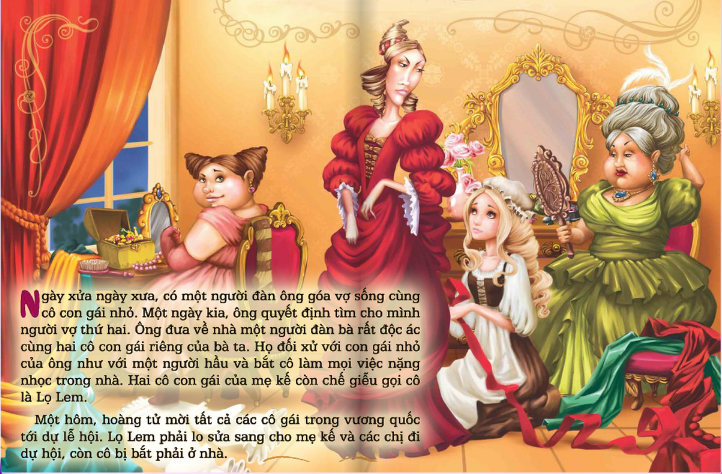 Ngày xửa ngày xưa, có một người đàn ông góa vợ sống cùng
cô con gái nhỏ. Một ngày kia, ông quyết định tìm cho mình
người vợ thứ hai. Ông đưa về nhà một người đàn bà rất độc ác
cùng hai cô con gái riêng của bà ta. Họ đối xử với con gái nhỏ
của ông như với một người hầu và bắt cô làm mọi việc nặng
nhọc trong nhà. Hai cô con gái của mẹ kế còn chế giễu gọi cô
là Lọ Lem.
Một hôm, hoàng tử mời tất cả các cô gái trong vương quốc
tới dự lễ hội. Lọ Lem phải lo sửa sang cho mẹ kế và các chị đi
dự hội, còn cô bị bắt phải ở nhà.